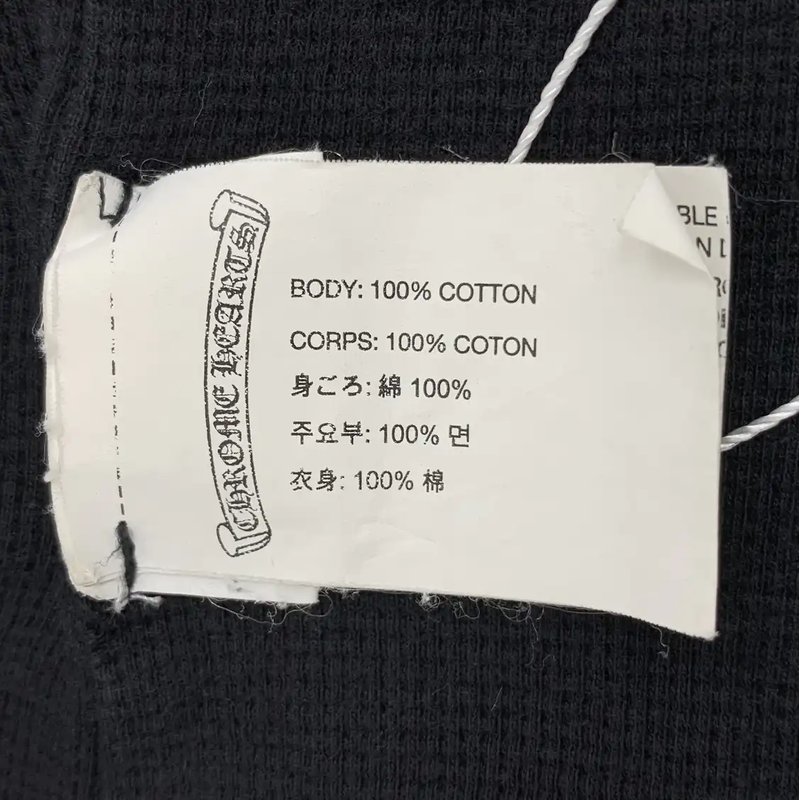 CHROME HEARTS
BODY: 100% COTTON
CORPS: 100% COTON
身ごろ: 綿 100%
주요부: 100% 면
衣身: 100% 棉
BLE